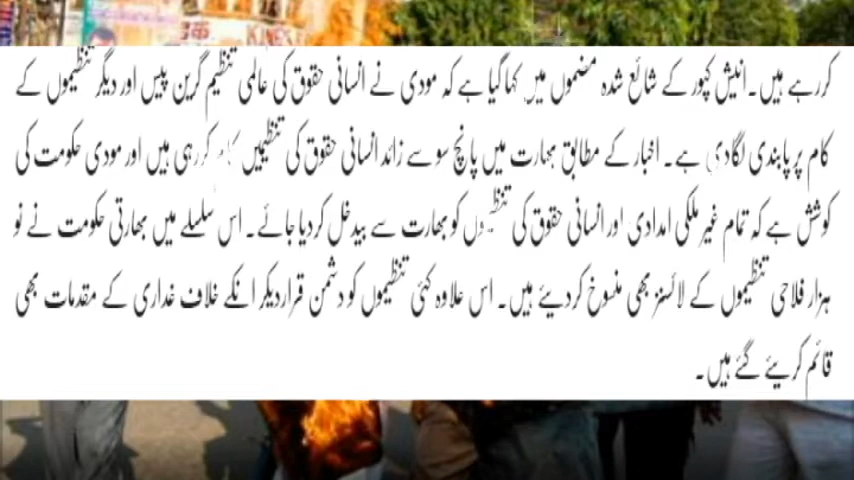 KINGS
کررہے ہیں۔انیش کپور کے شائع شدہ مضمون میں کہا گیا ہے کہ مودی نے انسانی حقوق کی عالمی تنظیم گرین پیس اور دیگر تنظیموں کے
کام پر پابندی لگادی ہے۔ اخبار کے مطابق بھارت میں پانچ سو سے زائد انسانی حقوق کی تنظیمیں کام کررہی ہیں اور مودی حکومت کی
کوشش ہے کہ تمام غیر ملکی امدادی اور انسانی حقوق کی تنظیموں کو بھارت سے بیدخل کردیا جائے۔ اس سلسلے میں بھارتی حکومت نے نو
ہزار فلاحی تنظیموں کے لائسنز بھی منسوخ کردیئے ہیں۔ اس علاوہ کئی تنظیموں کو دشمن قراردیکر انکے خلاف غداری کے مقدمات بھی
قائم کریئے گئے ہیں۔